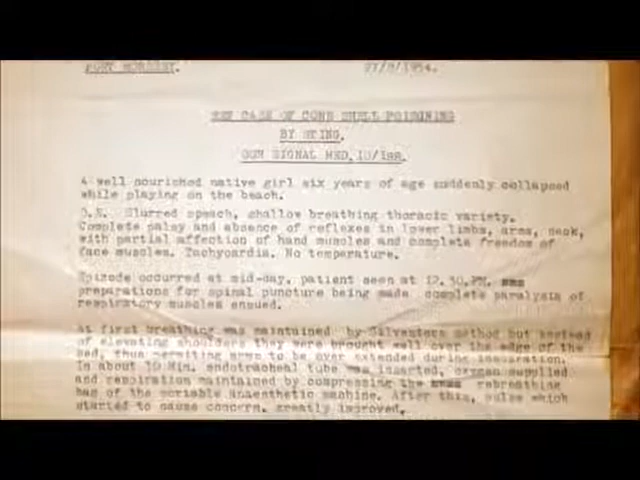 PORT MORESBY. 27/8/1954.
THE CASE OF CONE SHELL POISONING
BY STING.
OUR SIGNAL MED. 10/198.
A well nourished native girl six years of age suddenly collapsed
while playing on the beach.
O.E. Slurred speech, shallow breathing thoracic variety.
Complete palsy and absence of reflexes in lower limbs, arms, neck,
with partial affection of hand muscles and complete freedom of
face muscles. Tachycardia. No temperature.
Episode occurred at mid-day, patient seen at 12.30.PM.
preparations for spinal puncture being made complete paralysis of
respiratory muscles ensued.
At first breathing was maintained by Silvesters method but instead
of elevating shoulders they were brought well over the edge of the
bed, thus permiting arms to be over extended during inspiration.
In about 10 Min. endotracheal tube was inserted, oxygen supplied
and respiration maintained by compressing the rebreathing
bag of the portable anaesthetic machine. After this, pulse which
started to cause concern, greatly improved.